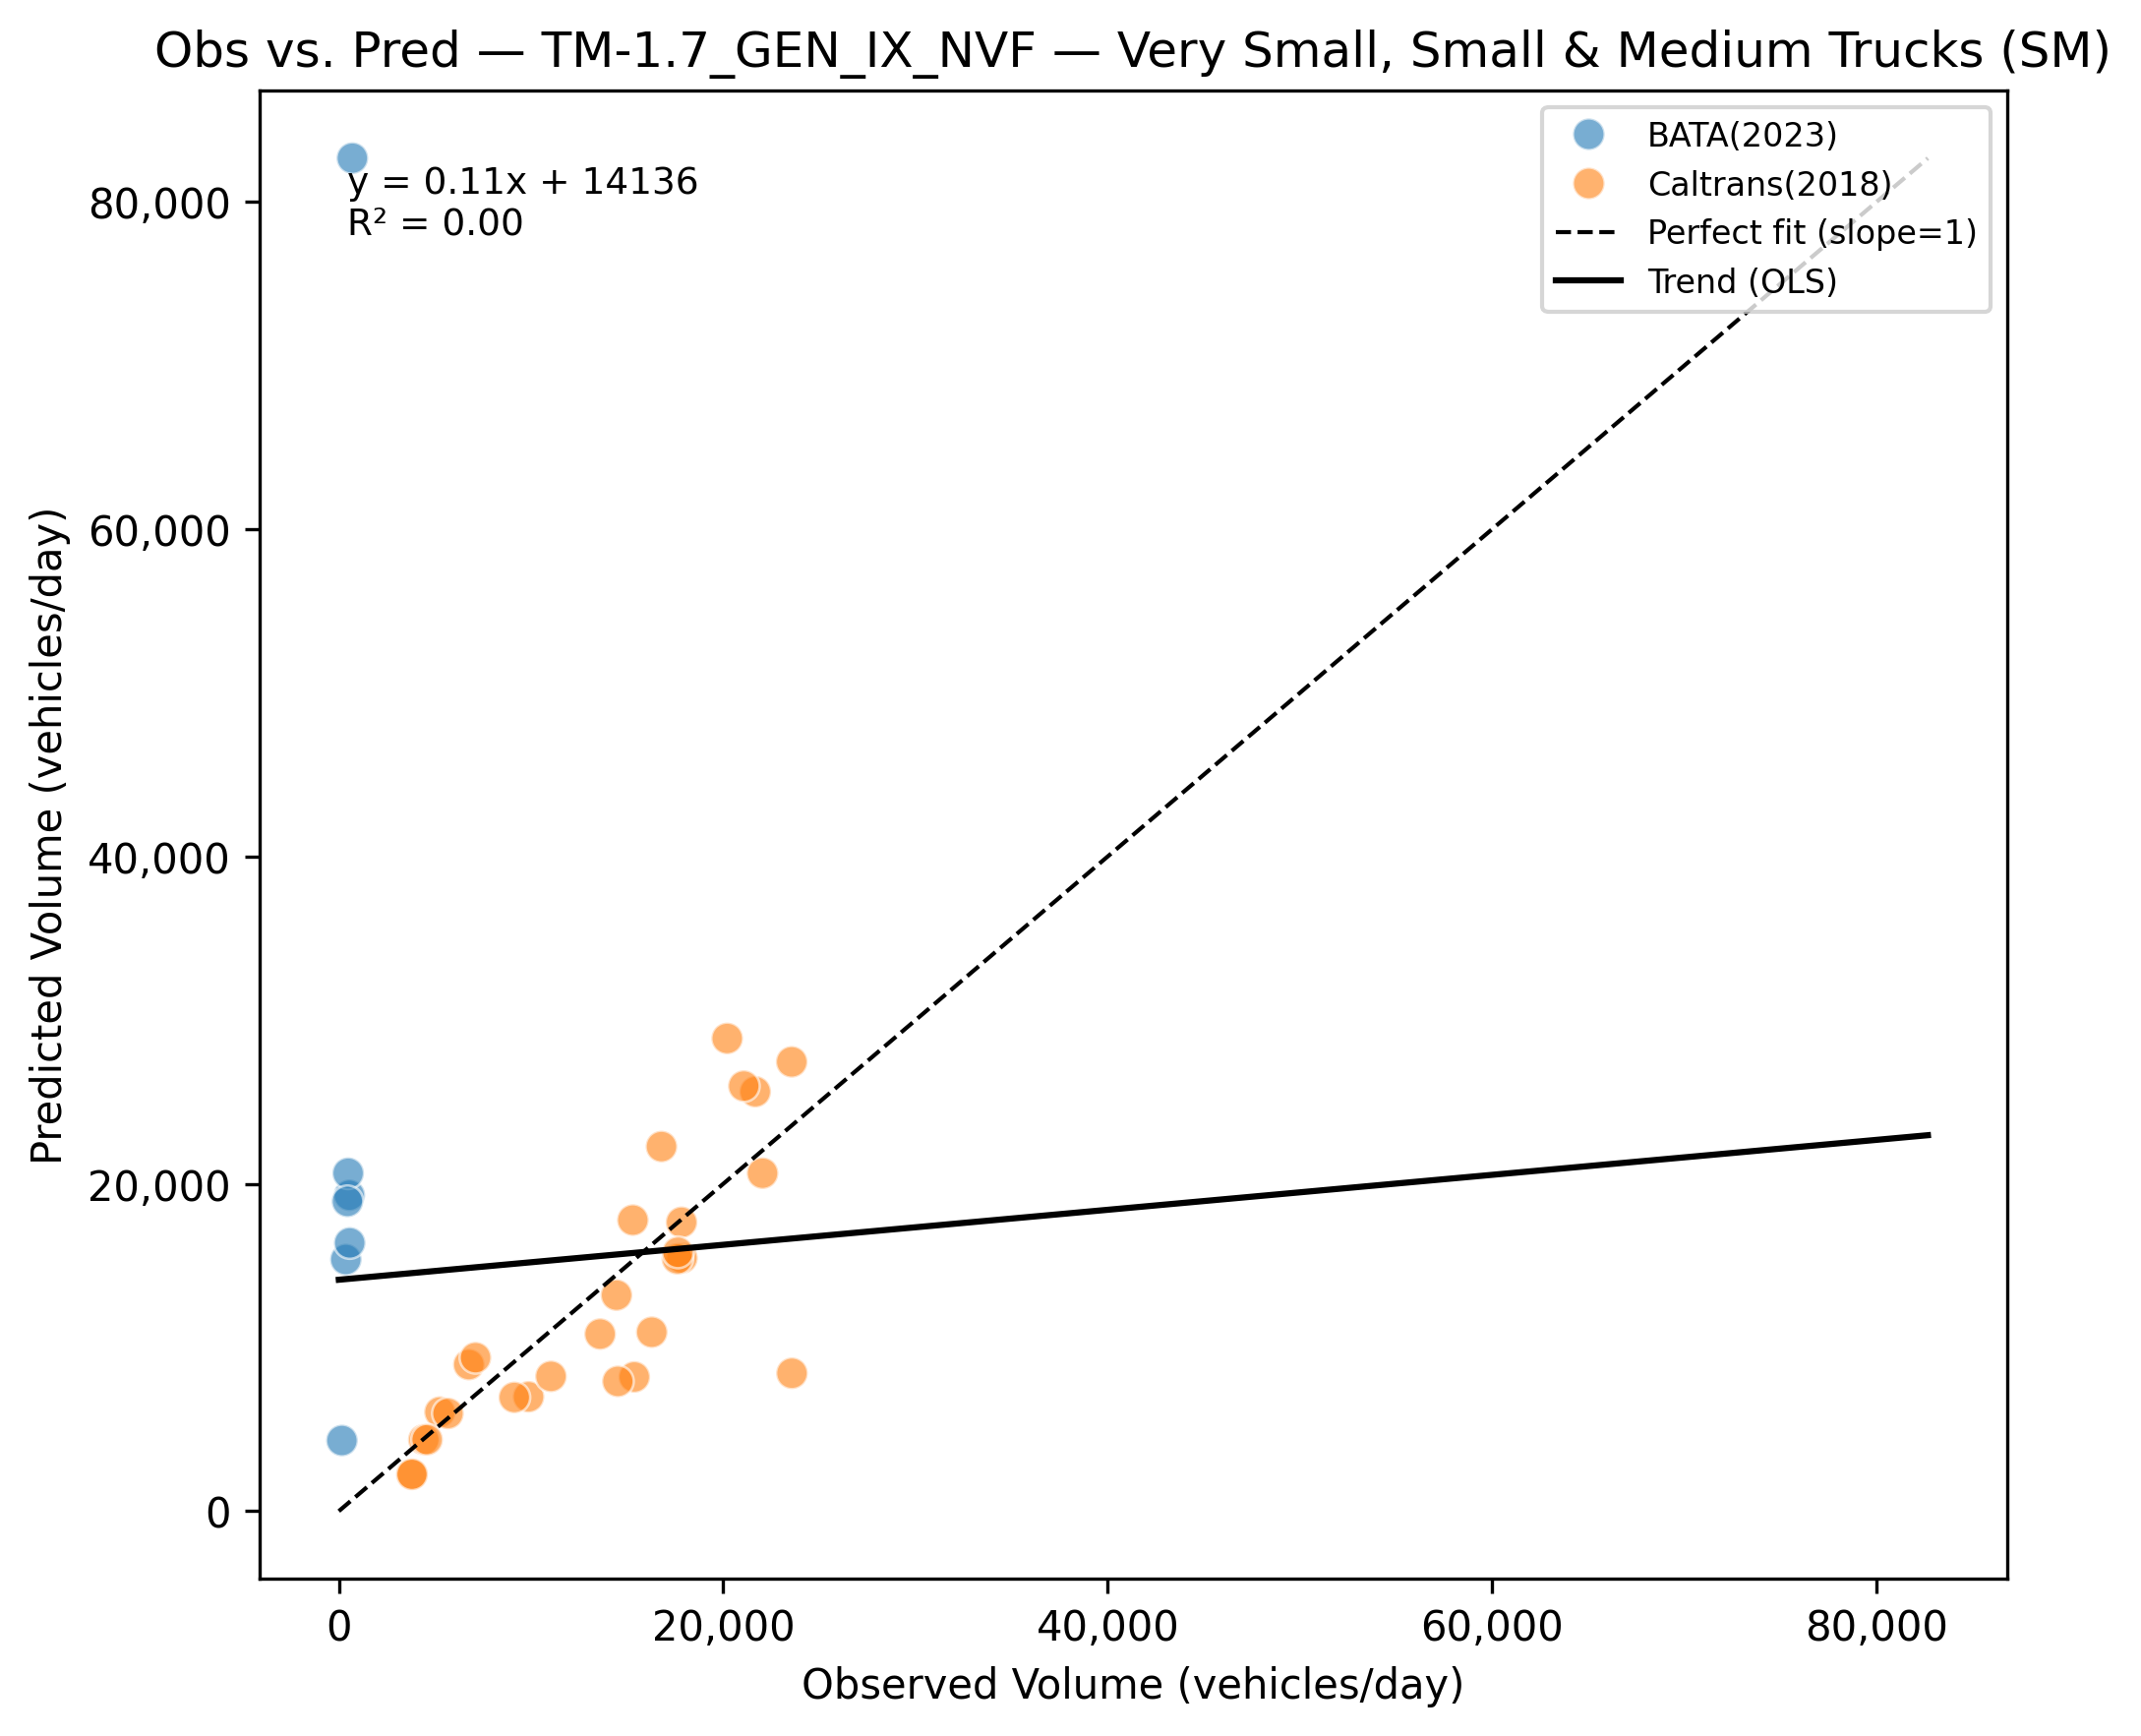 Obs vs. Pred — TM-1.7_GEN_IX_NVF — Very Small, Small & Medium Trucks (SM)
BATA(2023)
Caltrans(2018)
Perfect fit (slope=1)
Trend (OLS)
y = 0.11x + 14136
R² = 0.00
Predicted Volume (vehicles/day)
80,000
60,000
40,000
20,000
0
0 20,000 40,000 60,000 80,000
Observed Volume (vehicles/day)